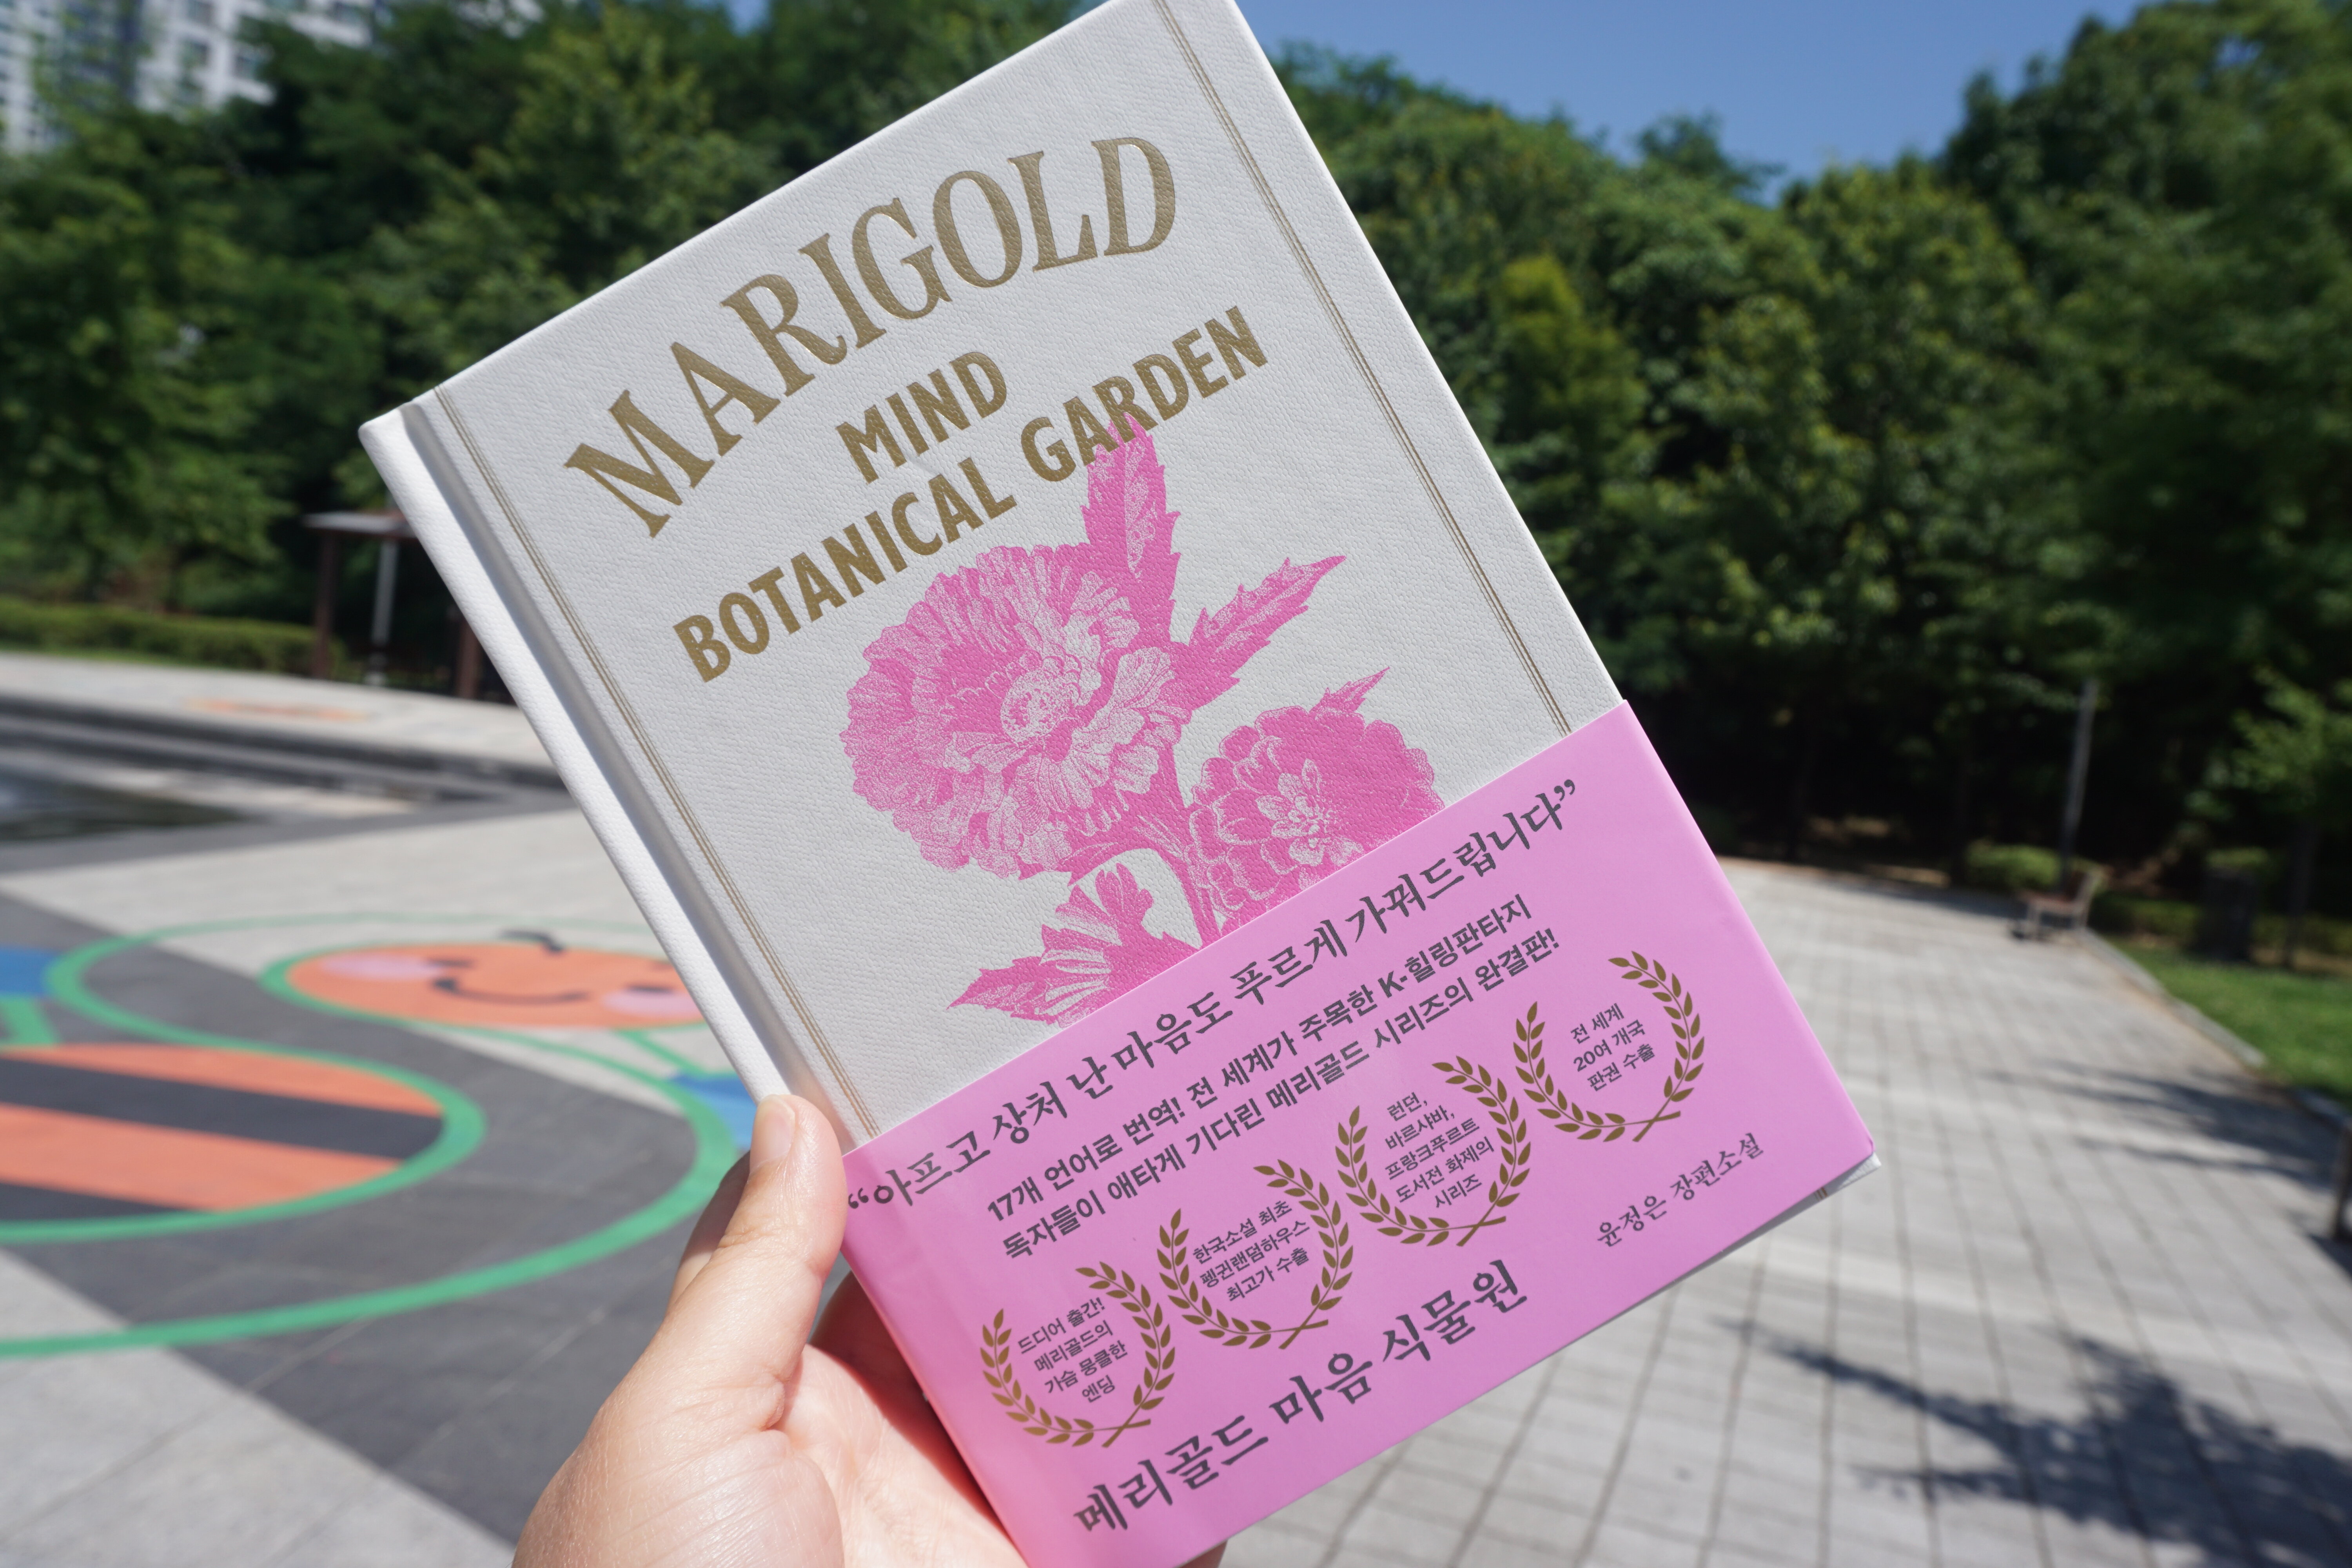 MARIGOLD
MIND
BOTANICAL GARDEN
“아프고 상처 난 마음도 푸르게 가꿔드립니다”
17개 언어로 번역! 전 세계가 주목한 K-힐링판타지
독자들이 애타게 기다린 메리골드 시리즈의 완결판!
드디어 출간!
메리골드의
가슴 뭉클한
엔딩
한국소설 최초
펭귄랜덤하우스
최고가 수출
런던,
바르샤바,
프랑크푸르트
도서전 화제의
시리즈
전 세계
20여 개국
판권 수출
메리골드 마음 식물원
윤정은 장편소설